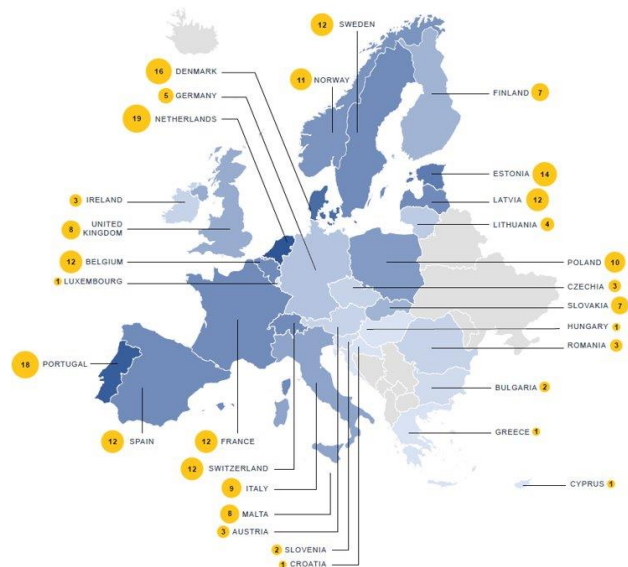 12 SWEDEN
16 DENMARK
11 NORWAY
5 GERMANY
FINLAND 7
19 NETHERLANDS
ESTONIA 14
3 IRELAND
LATVIA 12
8 UNITED
KINGDOM
LITHUANIA 4
12 BELGIUM
POLAND 10
1 LUXEMBOURG
CZECHIA 3
SLOVAKIA 7
HUNGARY 1
ROMANIA 3
18 PORTUGAL
BULGARIA 2
12 SPAIN
12 FRANCE
GREECE 1
12 SWITZERLAND
9 ITALY
CYPRUS 1
8 MALTA
3 AUSTRIA
2 SLOVENIA
1 CROATIA